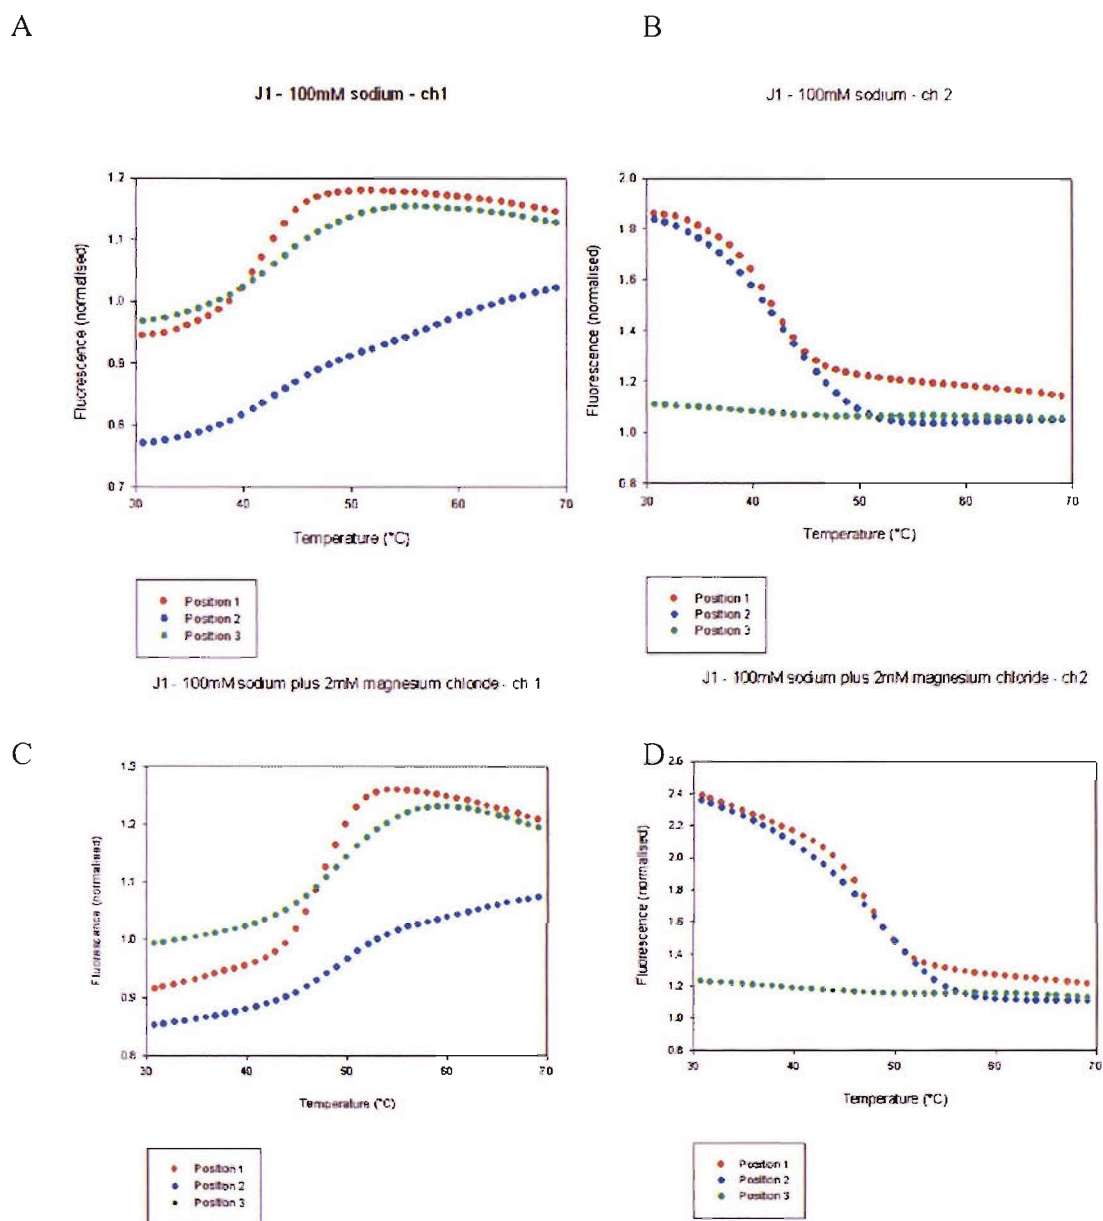 A
B
J1 - 100mM sodium - ch1
J1 - 100mM sodium - ch 2
1.2
1.1
1.0
0.9
0.8
0.7
Fluorescence (normalised)
30 40 50 60 70
Temperature (°C)
2.0
1.8
1.6
1.4
1.2
1.0
0.8
Fluorescence (normalised)
30 40 50 60 70
Temperature (°C)
Position 1
Position 2
Position 3
Position 1
Position 2
Position 3
J1 - 100mM sodium plus 2mM magnesium chloride - ch 1
J1 - 100mM sodium plus 2mM magnesium chloride - ch2
C
D
1.3
1.2
1.1
1.0
0.9
0.8
Fluorescence (normalised)
30 40 50 60 70
Temperature (°C)
2.6
2.4
2.2
2.0
1.8
1.6
1.4
1.2
1.0
0.8
Fluorescence (normalised)
30 40 50 60 70
Temperature (°C)
Position 1
Position 2
Position 3
Position 1
Position 2
Position 3